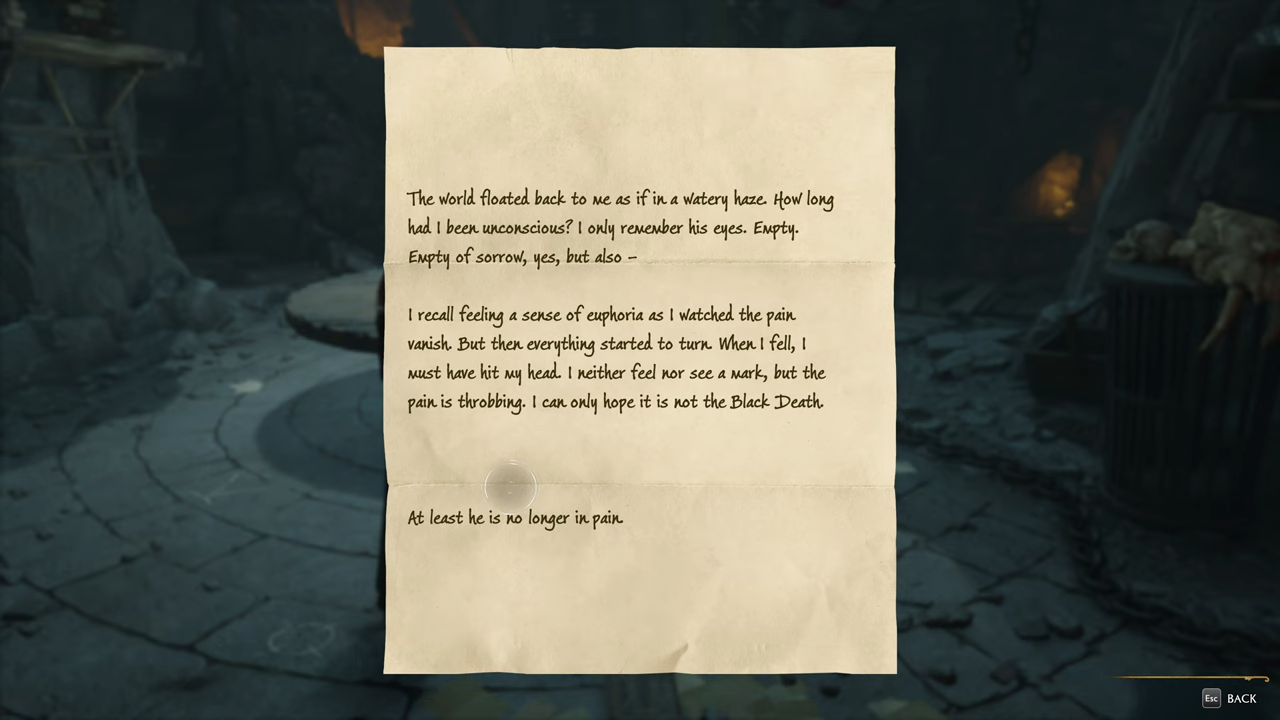 The world floated back to me as if in a watery haze. How long
had I been unconscious? I only remember his eyes. Empty.
Empty of sorrow, yes, but also –
I recall feeling a sense of euphoria as I watched the pain
vanish. But then everything started to turn. When I fell, I
must have hit my head. I neither feel nor see a mark, but the
pain is throbbing. I can only hope it is not the Black Death.
At least he is no longer in pain.
Esc BACK